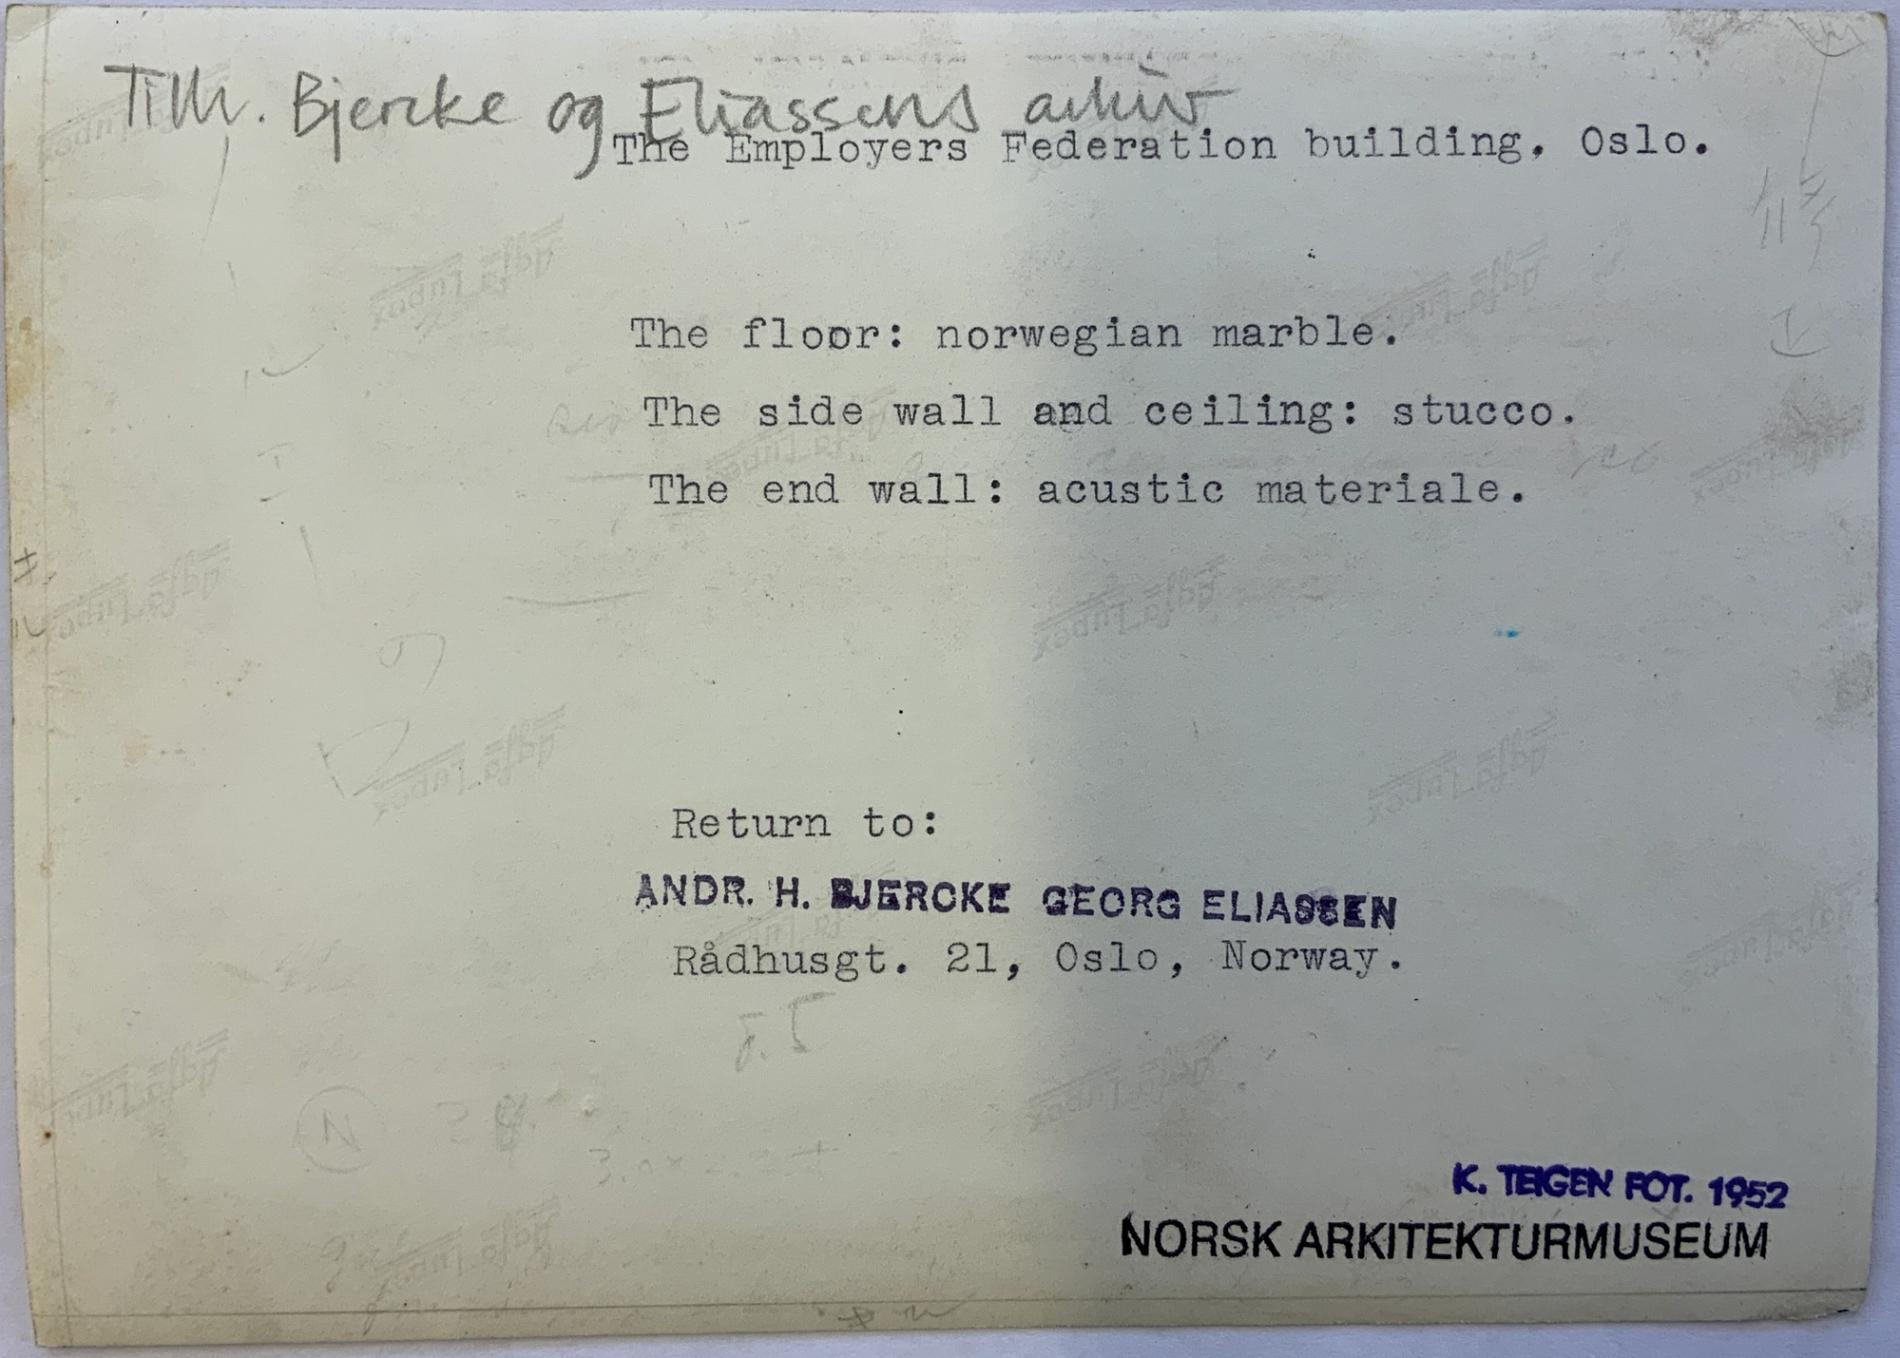 Tilh. Bjercke og Eliassens arkiv
The Employers Federation building, Oslo.
The floor: norwegian marble.
The side wall and ceiling: stucco.
The end wall: acustic materiale.
Return to:
ANDR. H. BJERCKE GEORG ELIASSEN
Rådhusgt. 21, Oslo, Norway.
K. TEIGEN FOT. 1952
NORSK ARKITEKTURMUSEUM